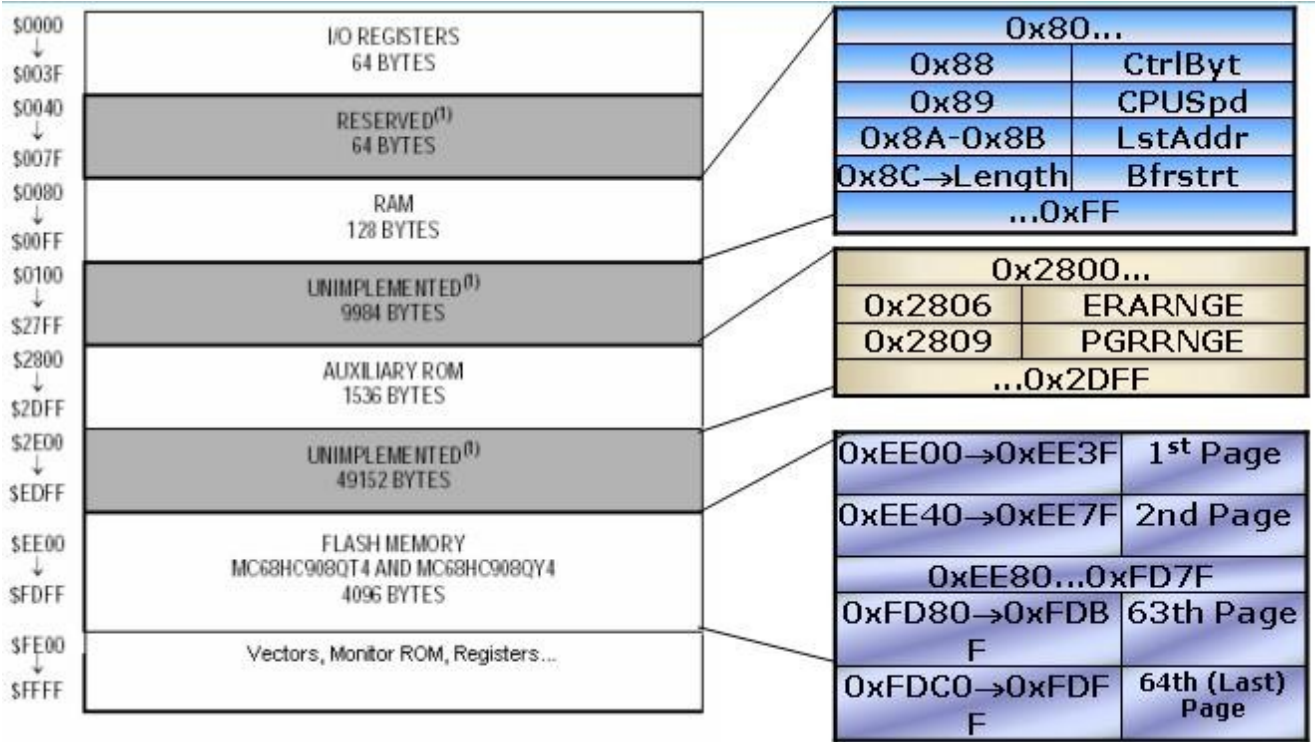 $0000
↓
$003F
I/O REGISTERS
64 BYTES
$0040
↓
$007F
RESERVED(1)
64 BYTES
$0080
↓
$00FF
RAM
128 BYTES
$0100
↓
$27FF
UNIMPLEMENTED(1)
9984 BYTES
$2800
↓
$2DFF
AUXILIARY ROM
1536 BYTES
$2E00
↓
$EDFF
UNIMPLEMENTED(1)
49152 BYTES
$EE00
↓
$FDFF
FLASH MEMORY
MC68HC908QT4 AND MC68HC908QY4
4096 BYTES
$FE00
↓
$FFFF
Vectors, Monitor ROM, Registers...
0x80...
0x88 CtrlByt
0x89 CPUSpd
0x8A-0x8B LstAddr
0x8C→Length Bfrstrt
...0xFF
0x2800...
0x2806 ERARNGE
0x2809 PGRRNGE
...0x2DFF
0xEE00→0xEE3F 1st Page
0xEE40→0xEE7F 2nd Page
0xEE80...0xFD7F
0xFD80→0xFDB
F
63th Page
0xFDC0→0xFDF
F
64th (Last)
Page